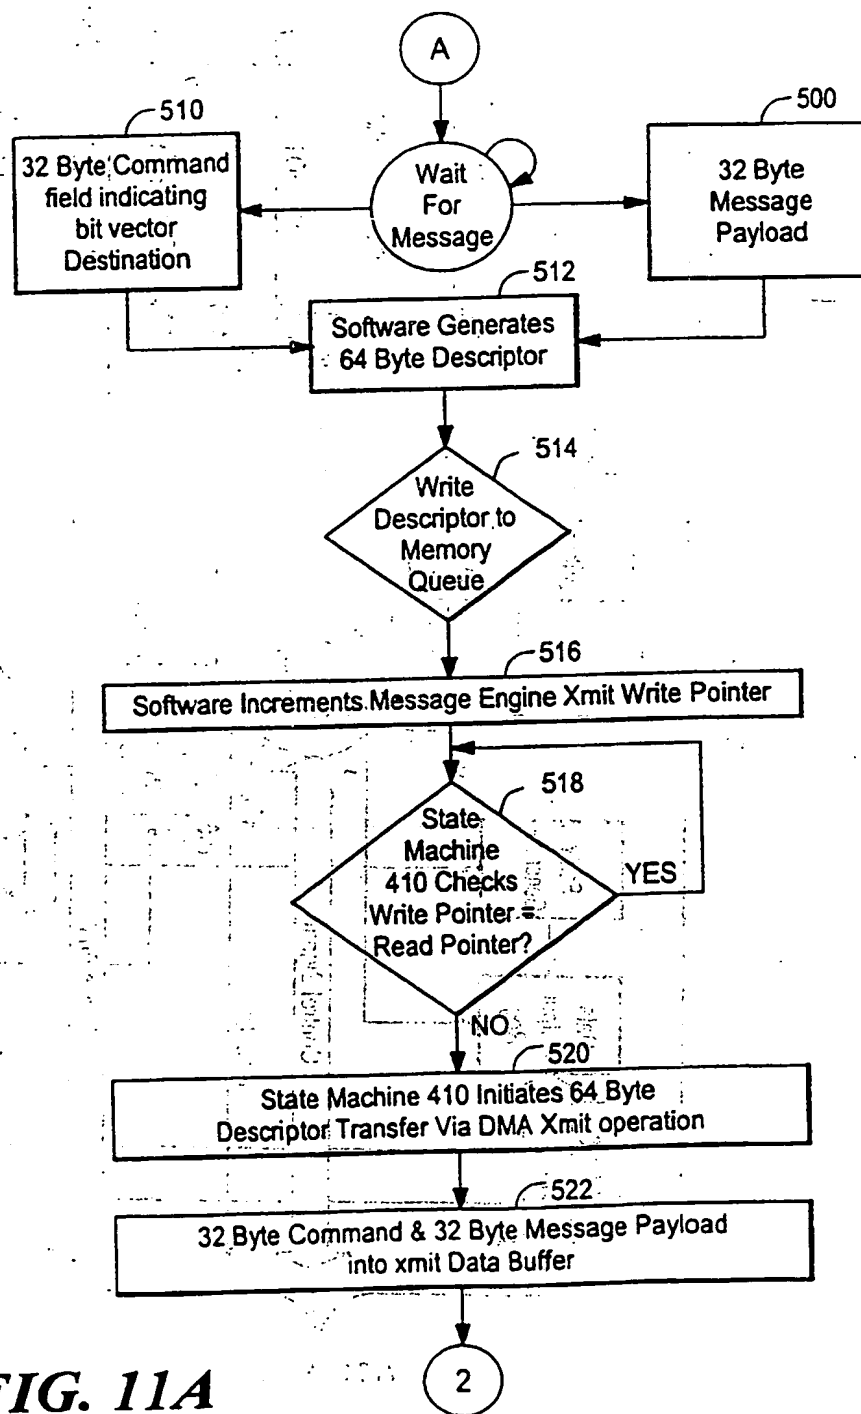 A
510
32 Byte Command
field indicating
bit vector
Destination
Wait
For
Message
500
32 Byte
Message
Payload
512
Software Generates
64 Byte Descriptor
514
Write
Descriptor to
Memory
Queue
516
Software Increments Message Engine Xmit Write Pointer
518
State
Machine
410 Checks
Write Pointer =
Read Pointer?
YES
NO
520
State Machine 410 Initiates 64 Byte
Descriptor Transfer Via DMA Xmit operation
522
32 Byte Command & 32 Byte Message Payload
into xmit Data Buffer
2
FIG. 11A